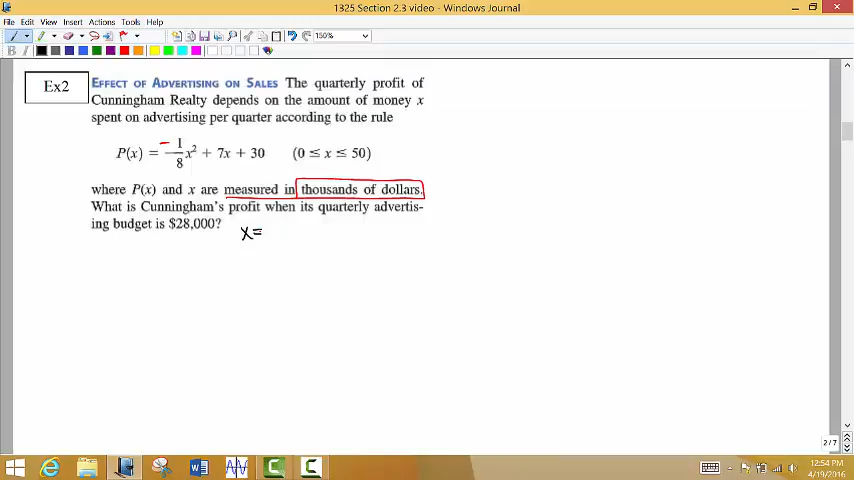 1325 Section 2.3 video - Windows Journal
File Edit View Insert Actions Tools Help
150%
B I
Ex2
EFFECT OF ADVERTISING ON SALES The quarterly profit of
Cunningham Realty depends on the amount of money x
spent on advertising per quarter according to the rule
P(x) = -1/8 x² + 7x + 30 (0 ≤ x ≤ 50)
where P(x) and x are measured in thousands of dollars.
What is Cunningham's profit when its quarterly advertis-
ing budget is $28,000? x=
2/7
12:54 PM
4/19/2016